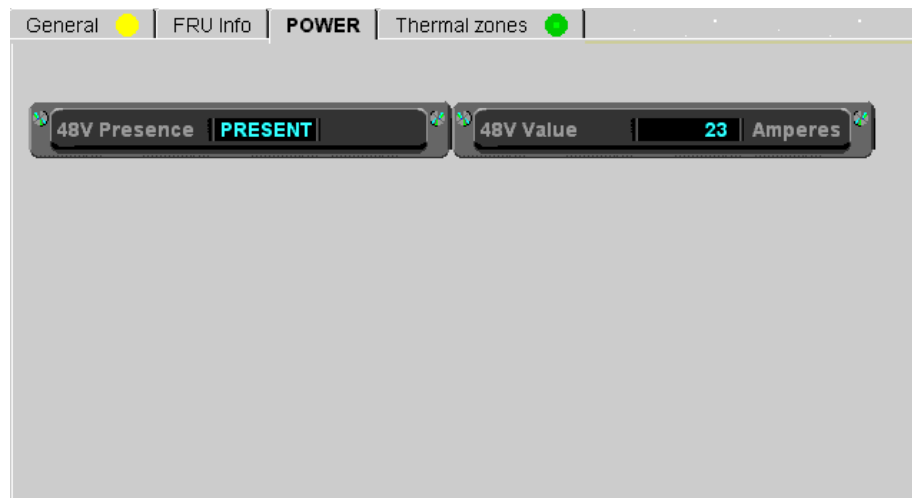 General FRU Info POWER Thermal zones
48V Presence PRESENT 48V Value 23 Amperes